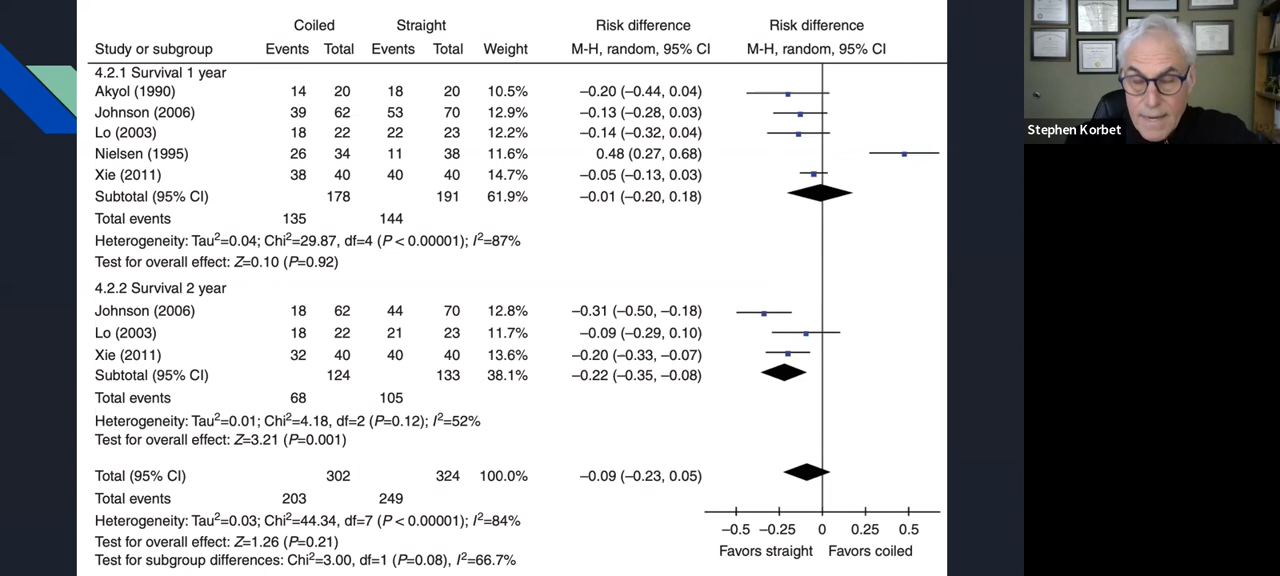 Coiled Straight Risk difference Risk difference
Study or subgroup Events Total Events Total Weight M-H, random, 95% CI M-H, random, 95% CI
4.2.1 Survival 1 year
Akyol (1990) 14 20 18 20 10.5% −0.20 (−0.44, 0.04)
Johnson (2006) 39 62 53 70 12.9% −0.13 (−0.28, 0.03)
Lo (2003) 18 22 22 23 12.2% −0.14 (−0.32, 0.04)
Nielsen (1995) 26 34 11 38 11.6% 0.48 (0.27, 0.68)
Xie (2011) 38 40 40 40 14.7% −0.05 (−0.13, 0.03)
Subtotal (95% CI) 178 191 61.9% −0.01 (−0.20, 0.18)
Total events 135 144
Heterogeneity: Tau²=0.04; Chi²=29.87, df=4 (P < 0.00001); I²=87%
Test for overall effect: Z=0.10 (P=0.92)
4.2.2 Survival 2 year
Johnson (2006) 18 62 44 70 12.8% −0.31 (−0.50, −0.18)
Lo (2003) 18 22 21 23 11.7% −0.09 (−0.29, 0.10)
Xie (2011) 32 40 40 40 13.6% −0.20 (−0.33, −0.07)
Subtotal (95% CI) 124 133 38.1% −0.22 (−0.35, −0.08)
Total events 68 105
Heterogeneity: Tau²=0.01; Chi²=4.18, df=2 (P=0.12); I²=52%
Test for overall effect: Z=3.21 (P=0.001)
Total (95% CI) 302 324 100.0% −0.09 (−0.23, 0.05)
Total events 203 249
Heterogeneity: Tau²=0.03; Chi²=44.34, df=7 (P < 0.00001); I²=84%
Test for overall effect: Z=1.26 (P=0.21)
Test for subgroup differences: Chi²=3.00, df=1 (P=0.08), I²=66.7%
−0.5 −0.25 0 0.25 0.5
Favors straight Favors coiled
Stephen Korbet